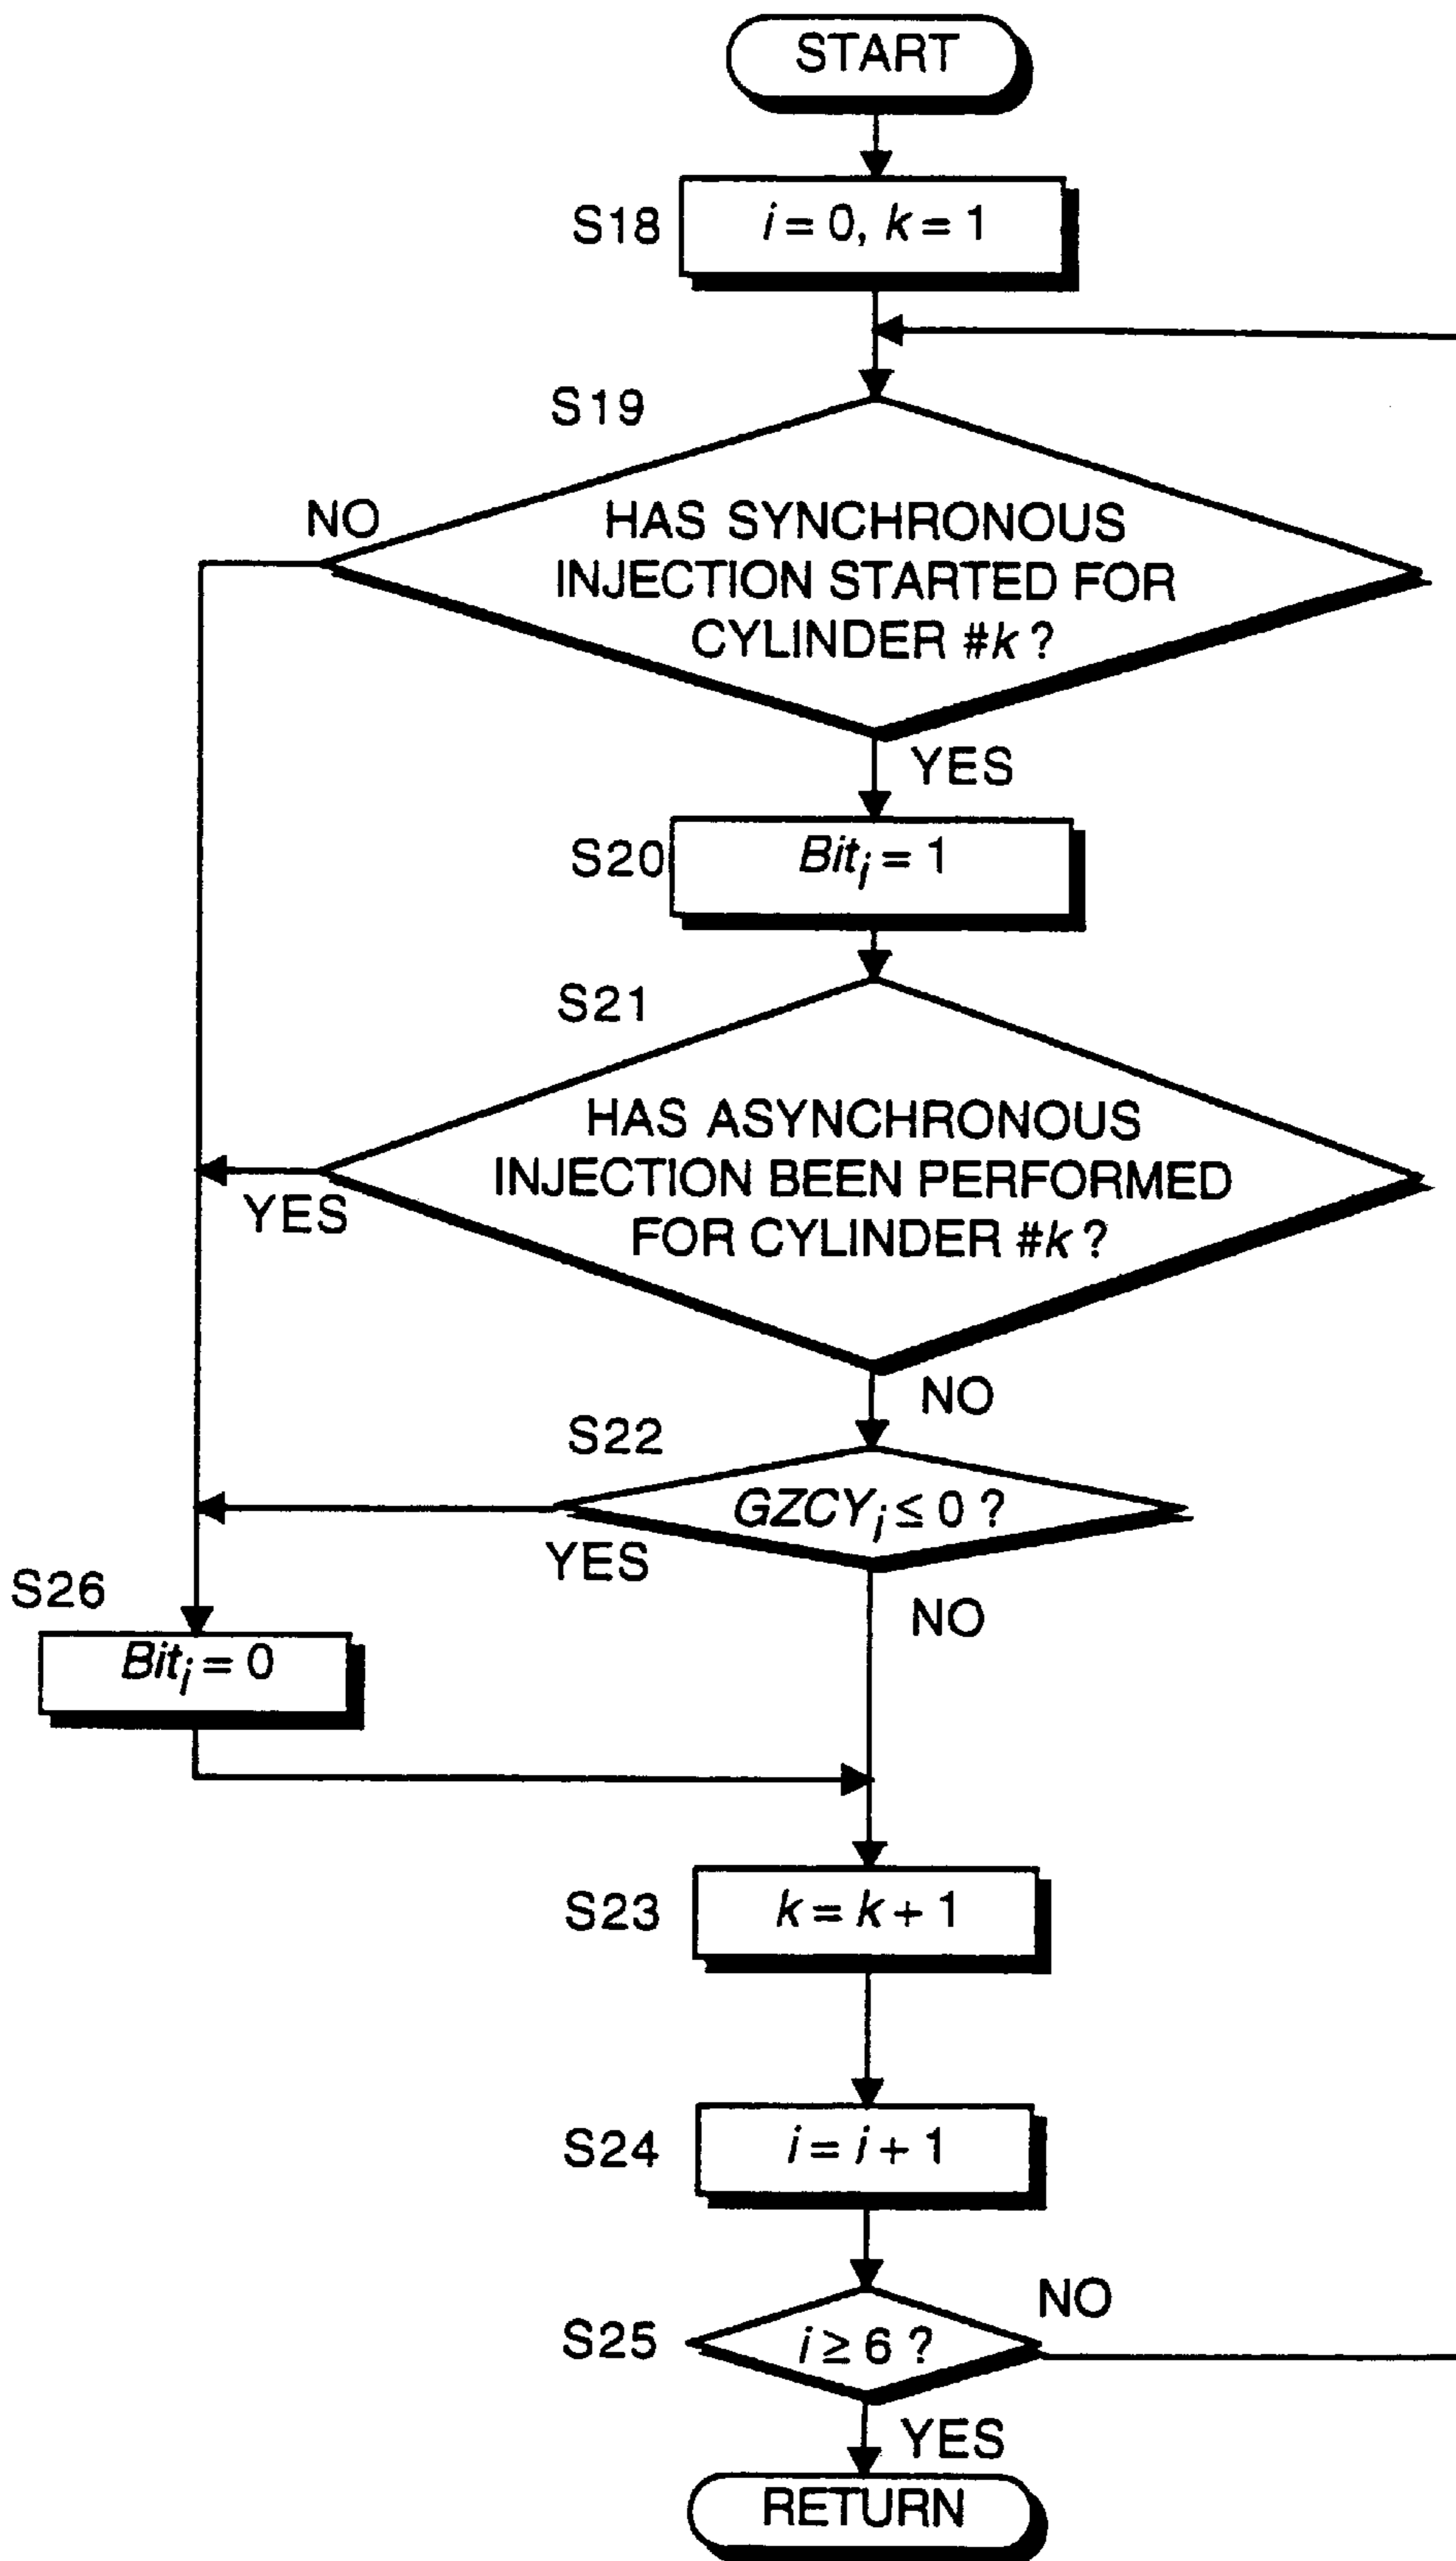 START
S18
i = 0, k = 1
S19
NO
HAS SYNCHRONOUS
INJECTION STARTED FOR
CYLINDER #k ?
YES
S20
Bit_i = 1
S21
HAS ASYNCHRONOUS
INJECTION BEEN PERFORMED
FOR CYLINDER #k ?
YES
NO
S22
GZCY_i ≤ 0 ?
YES
NO
S26
Bit_i = 0
S23
k = k + 1
S24
i = i + 1
S25
i ≥ 6 ?
NO
YES
RETURN